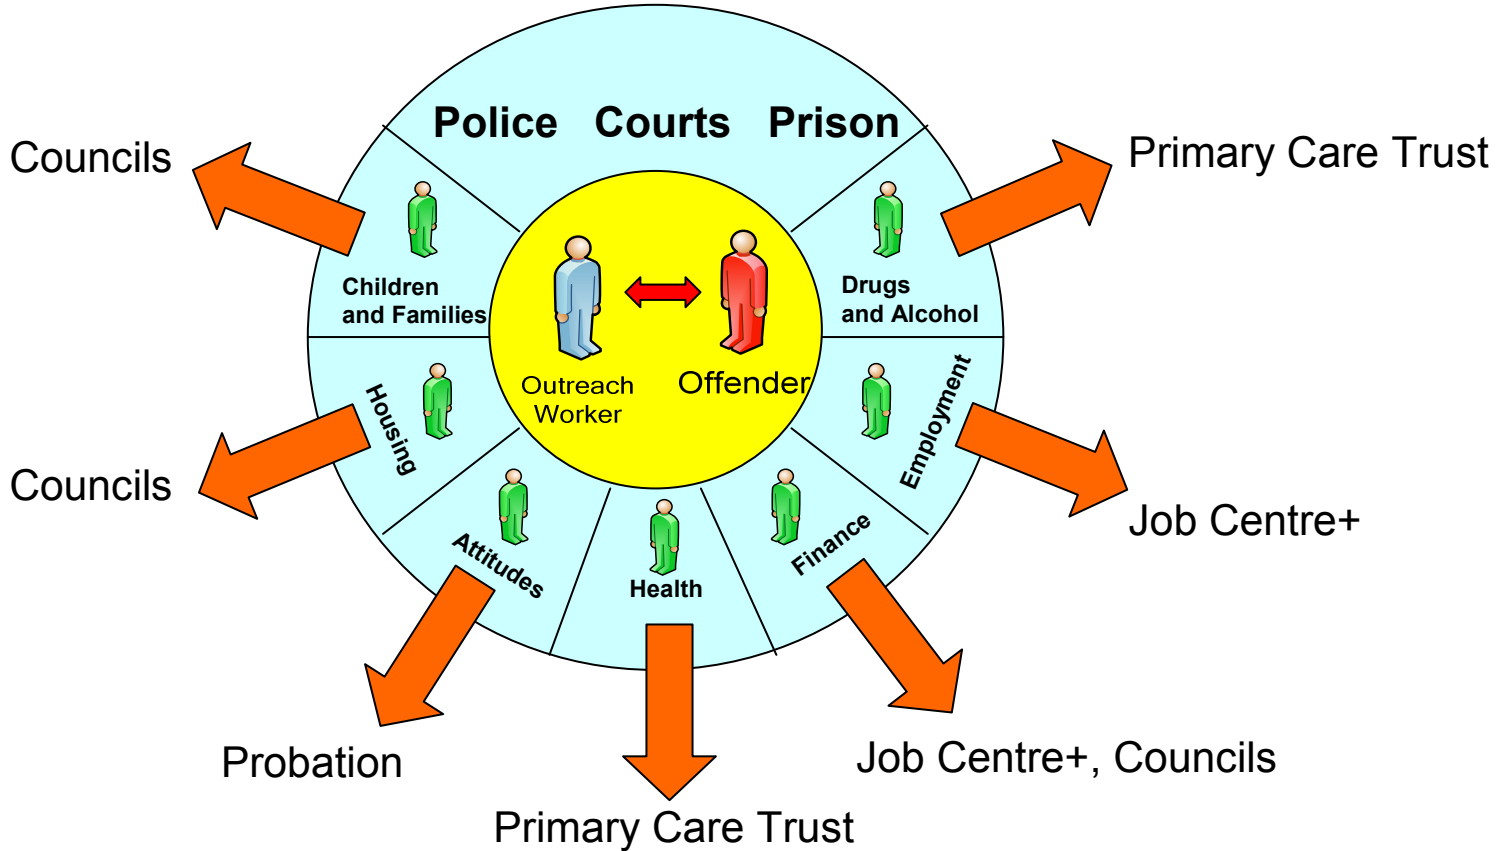 Police Courts Prison
Councils
Primary Care Trust
Children
and Families
Drugs
and Alcohol
Outreach
Worker
Offender
Housing
Employment
Councils
Job Centre+
Attitudes
Health
Finance
Probation
Job Centre+, Councils
Primary Care Trust